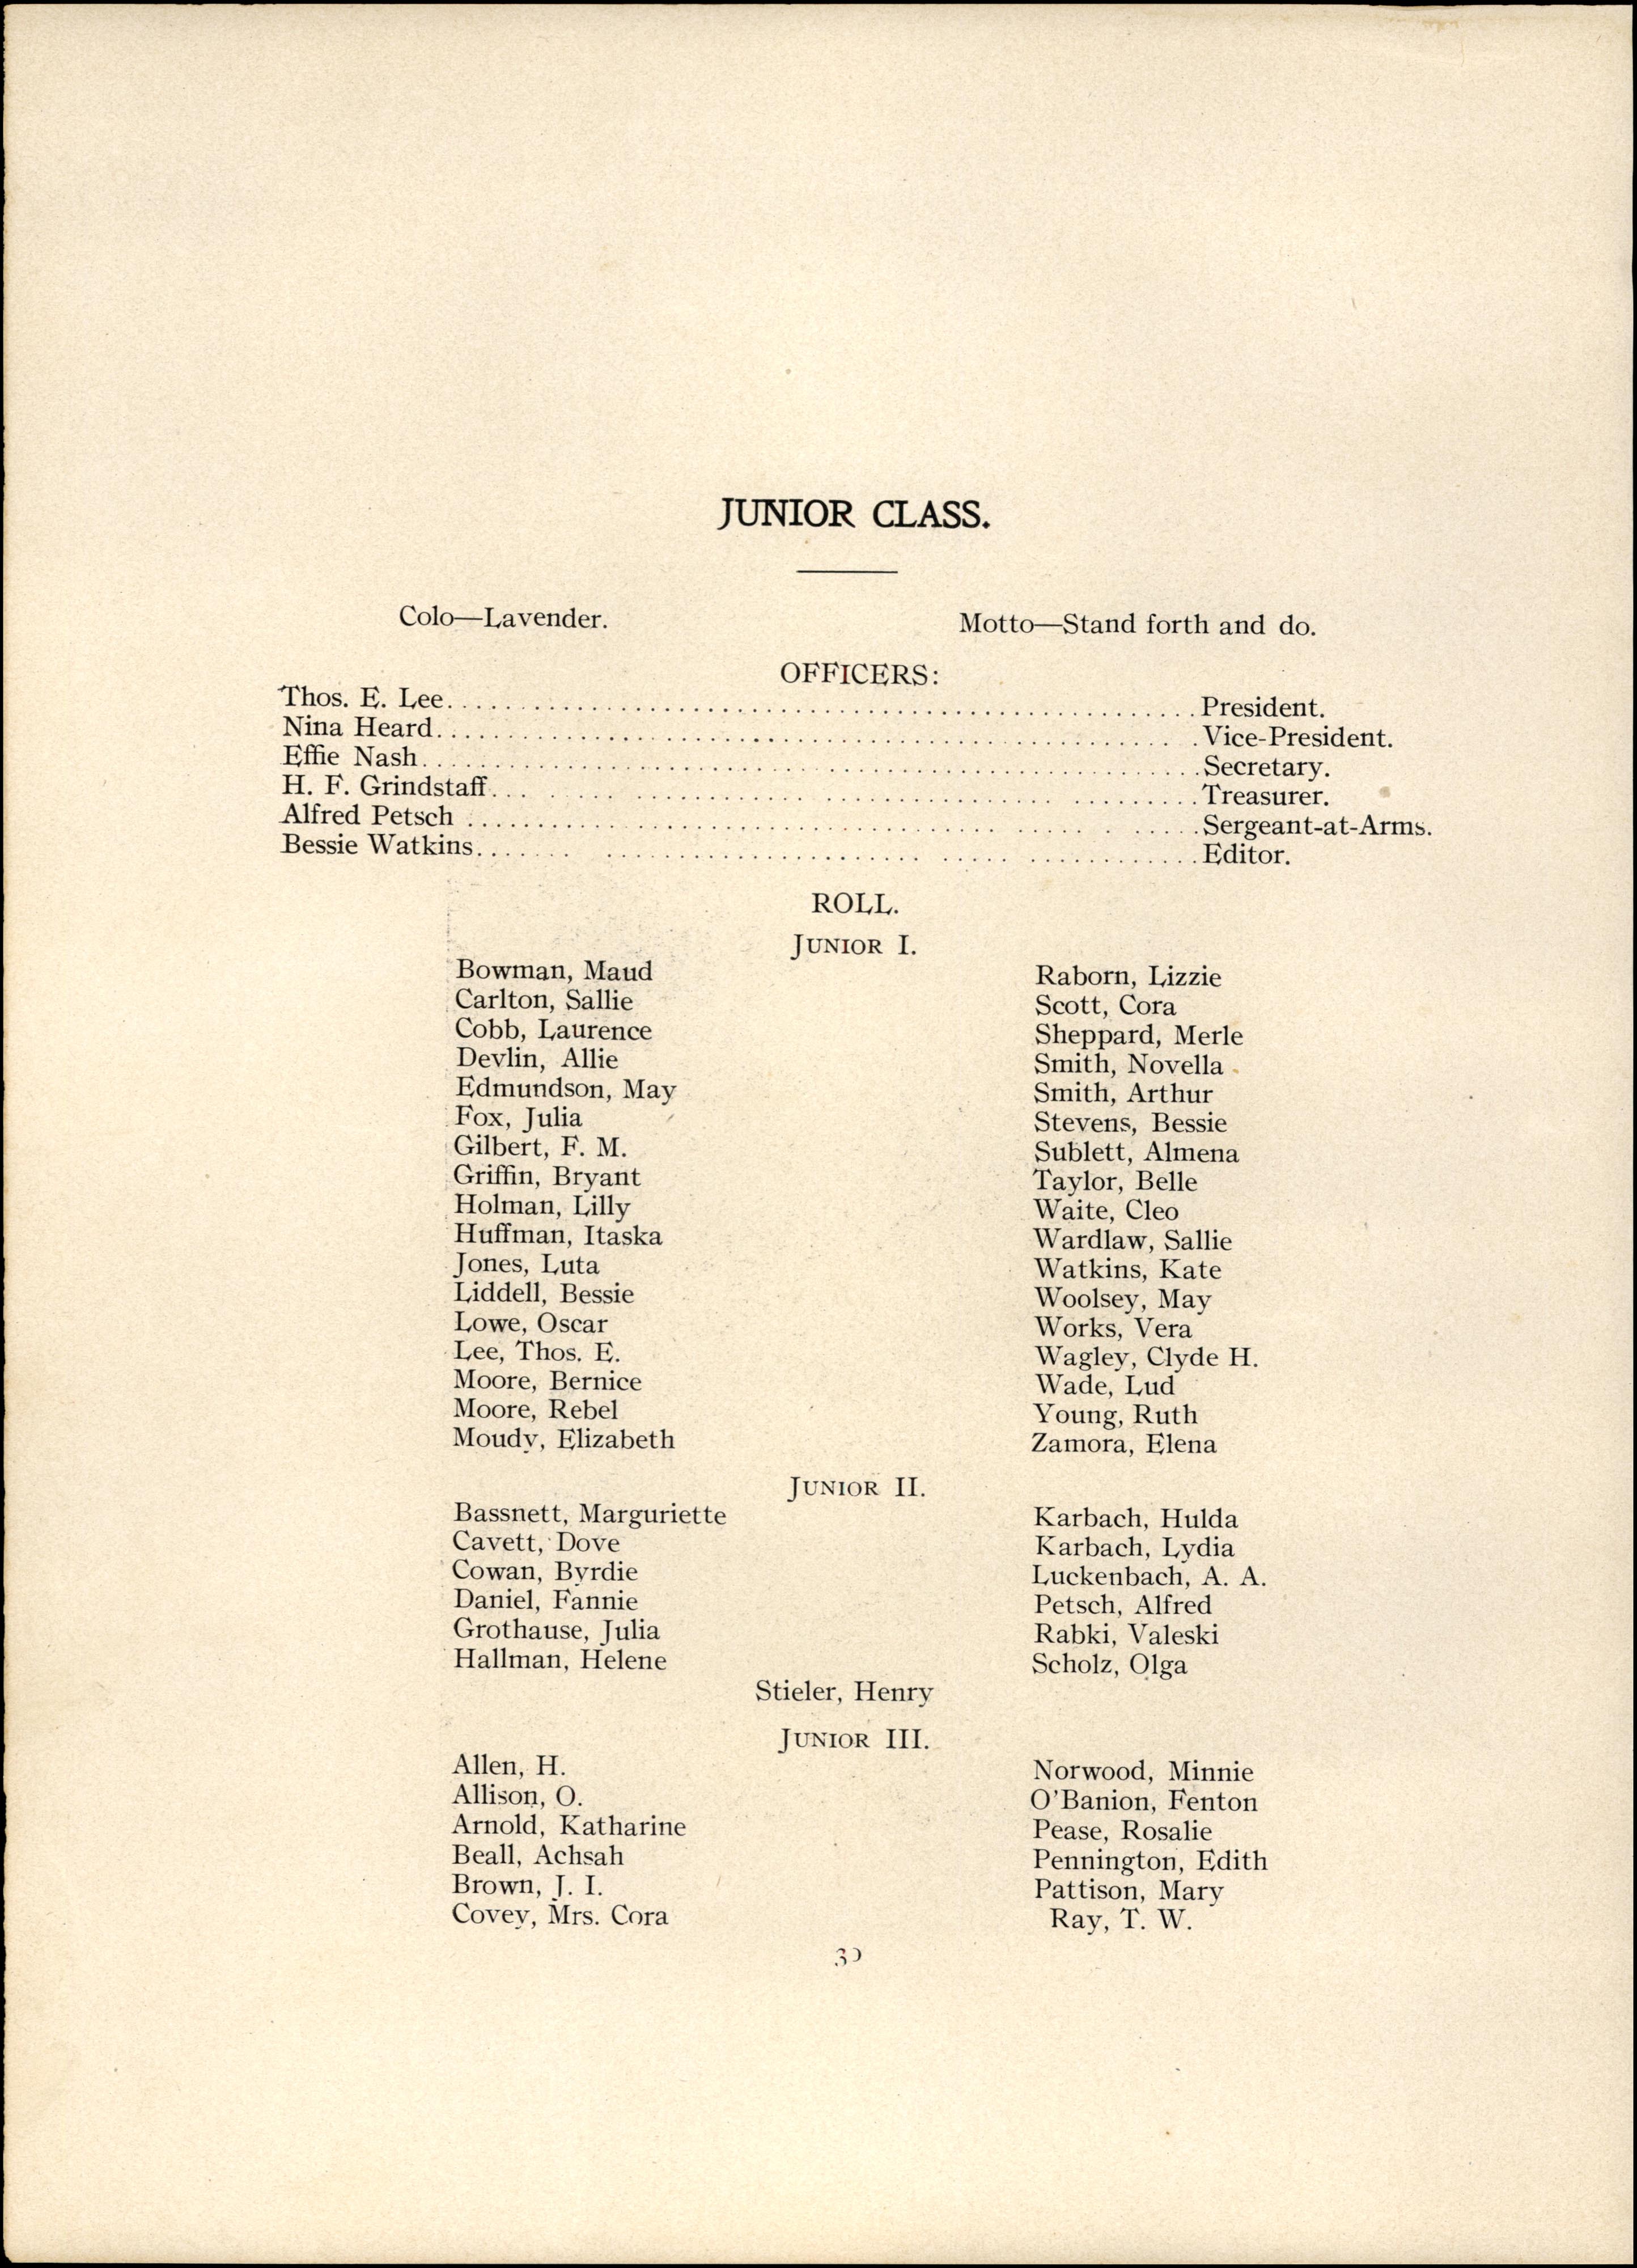 JUNIOR CLASS.
Colo—Lavender.
Motto—Stand forth and do.
OFFICERS:
Thos. E. Lee........................................President.
Nina Heard........................................Vice-President.
Effie Nash........................................Secretary.
H. F. Grindstaff........................................Treasurer.
Alfred Petsch ........................................Sergeant-at-Arms.
Bessie Watkins........................................Editor.
ROLL.
JUNIOR I.
Bowman, Maud
Carlton, Sallie
Cobb, Laurence
Devlin, Allie
Edmundson, May
Fox, Julia
Gilbert, F. M.
Griffin, Bryant
Holman, Lilly
Huffman, Itaska
Jones, Luta
Liddell, Bessie
Lowe, Oscar
Lee, Thos. E.
Moore, Bernice
Moore, Rebel
Moudy, Elizabeth
Raborn, Lizzie
Scott, Cora
Sheppard, Merle
Smith, Novella
Smith, Arthur
Stevens, Bessie
Sublett, Almena
Taylor, Belle
Waite, Cleo
Wardlaw, Sallie
Watkins, Kate
Woolsey, May
Works, Vera
Wagley, Clyde H.
Wade, Lud
Young, Ruth
Zamora, Elena
JUNIOR II.
Bassnett, Marguriette
Cavett, Dove
Cowan, Byrdie
Daniel, Fannie
Grothause, Julia
Hallman, Helene
Karbach, Hulda
Karbach, Lydia
Luckenbach, A. A.
Petsch, Alfred
Rabki, Valeski
Scholz, Olga
Stieler, Henry
JUNIOR III.
Allen, H.
Allison, O.
Arnold, Katharine
Beall, Achsah
Brown, J. I.
Covey, Mrs. Cora
Norwood, Minnie
O'Banion, Fenton
Pease, Rosalie
Pennington, Edith
Pattison, Mary
Ray, T. W.